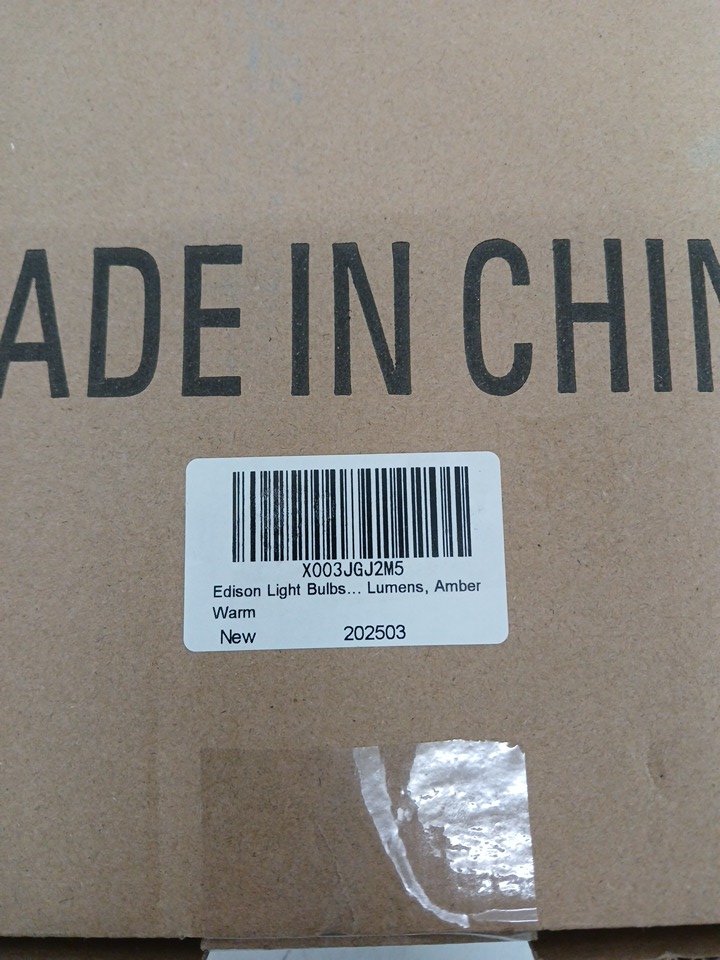 ADE IN CHIN
X003JGJ2M5
Edison Light Bulbs... Lumens, Amber
Warm
New 202503